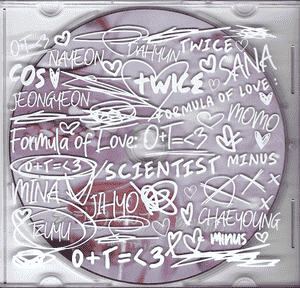 O+T=<3 NAYEON DAHYUN TWICE
COS twice SANA
JEONGYEON FORMULA OF LOVE:
Formula of Love: O+T=<3 MOMO
O+T=<3 /SCIENTIST MINUS
MINA JIHYO
TZUYU CHAEYOUNG
O+T=<3 minus